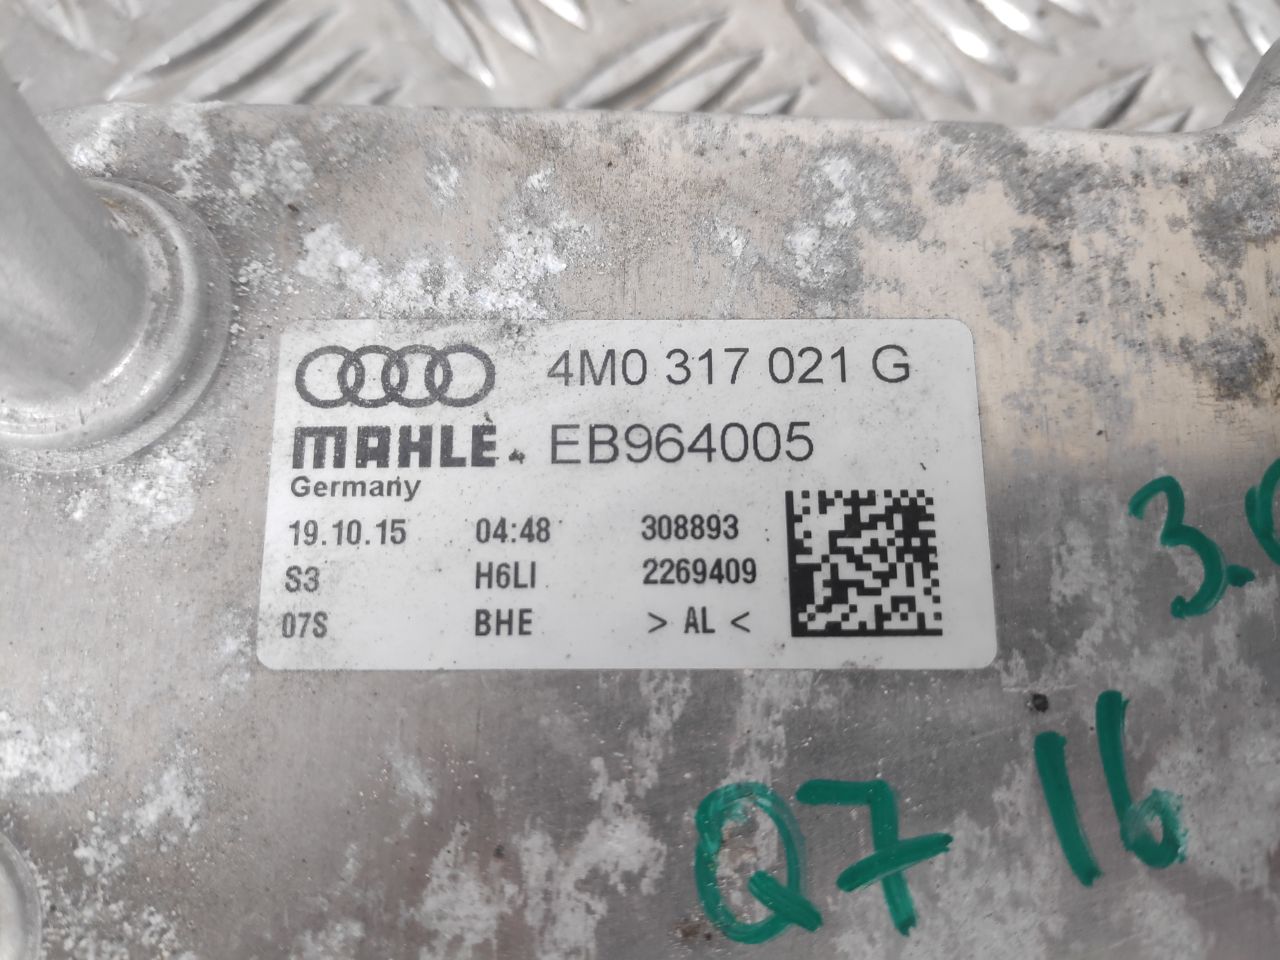 4M0 317 021 G
MAHLE EB964005
Germany
19.10.15 04:48 308893
S3 H6LI 2269409
07S BHE > AL <
3.0
Q7 16